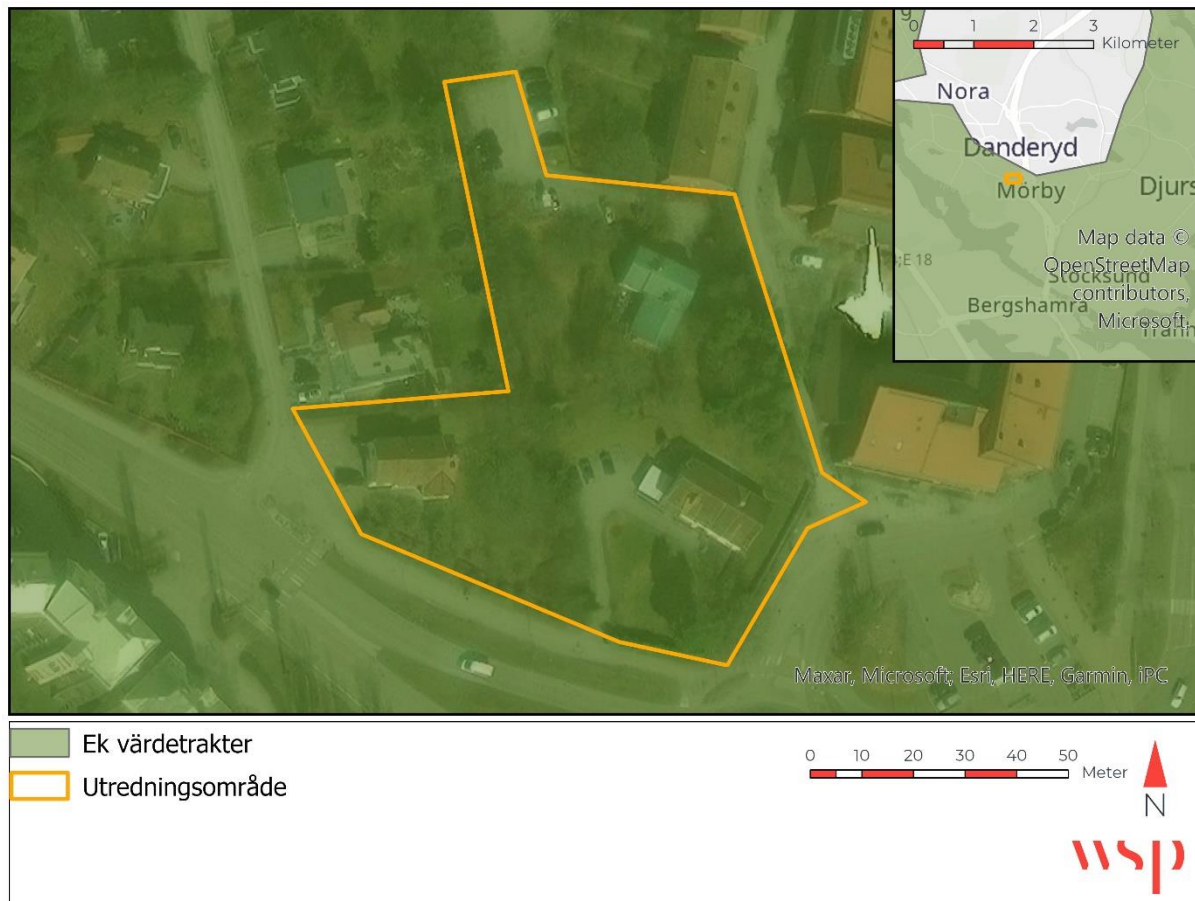 0 1 2 3
Kilometer
g
Nora
Danderyd
Mörby
Djurs
Map data ©
OpenStreetMap
contributors,
Microsoft,
Stocksund
Bergshamra
;E 18
Maxar, Microsoft, Esri, HERE, Garmin, iPC
Ek värdetrakter
Utredningsområde
0 10 20 30 40 50
Meter
N
wsp